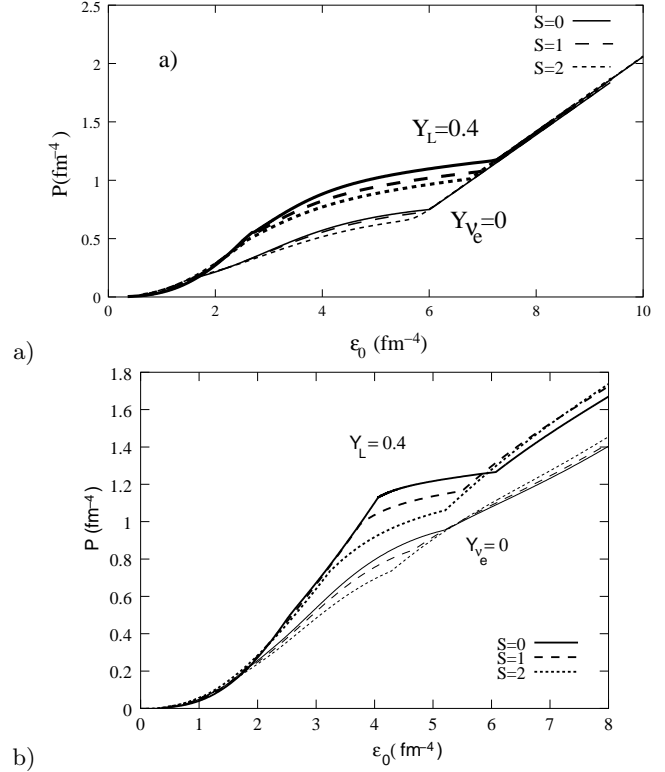 2.5
2
1.5
1
0.5
0
P(fm⁻⁴)
a)
S=0
S=1
S=2
Y_L=0.4
Y_νe=0
0 2 4 6 8 10
ε₀ (fm⁻⁴)
a)
1.8
1.6
1.4
1.2
1
0.8
0.6
0.4
0.2
0
P (fm⁻⁴)
Y_L = 0.4
Y_νe = 0
S=0
S=1
S=2
0 1 2 3 4 5 6 7 8
ε₀( fm⁻⁴)
b)